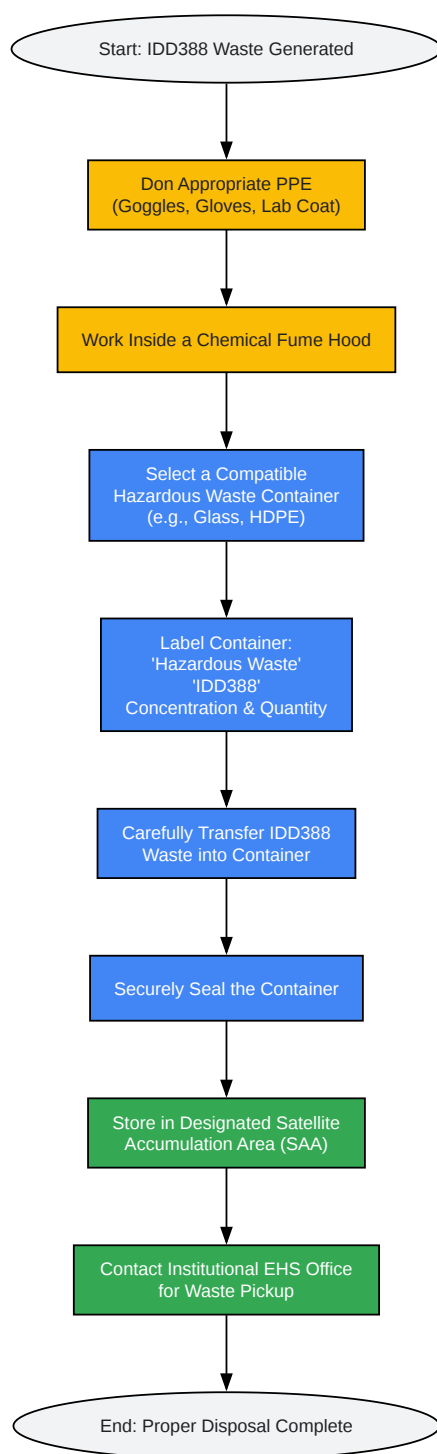 Start: IDD388 Waste Generated
Don Appropriate PPE
(Goggles, Gloves, Lab Coat)
Work Inside a Chemical Fume Hood
Select a Compatible
Hazardous Waste Container
(e.g., Glass, HDPE)
Label Container:
'Hazardous Waste'
'IDD388'
Concentration & Quantity
Carefully Transfer IDD388
Waste into Container
Securely Seal the Container
Store in Designated Satellite
Accumulation Area (SAA)
Contact Institutional EHS Office
for Waste Pickup
End: Proper Disposal Complete